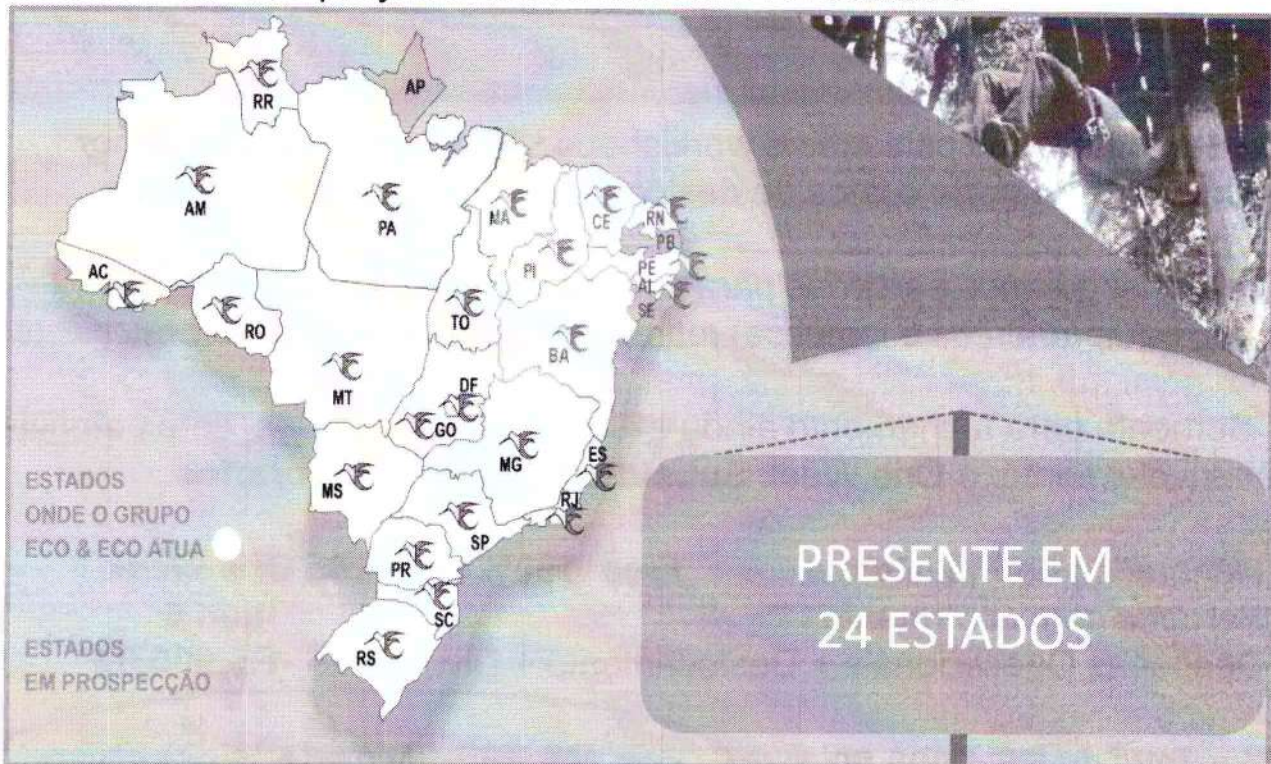 RR
AP
AM
PA
MA
CE
RN
PB
PI
PE
AL
SE
AC
RO
TO
BA
MT
DF
GO
MG
ES
MS
RJ
SP
PR
SC
RS
ESTADOS
ONDE O GRUPO
ECO & ECO ATUA
ESTADOS
EM PROSPECÇÃO
PRESENTE EM
24 ESTADOS